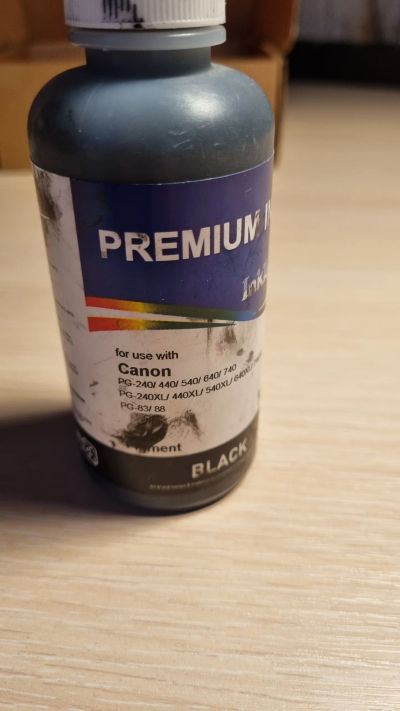 PREMIUM
for use with
Canon
PG-240/ 440/ 540/ 640/ 740
PG-240XL/ 440XL/ 540XL/ 640XL/
PG-83/ 88
BLACK